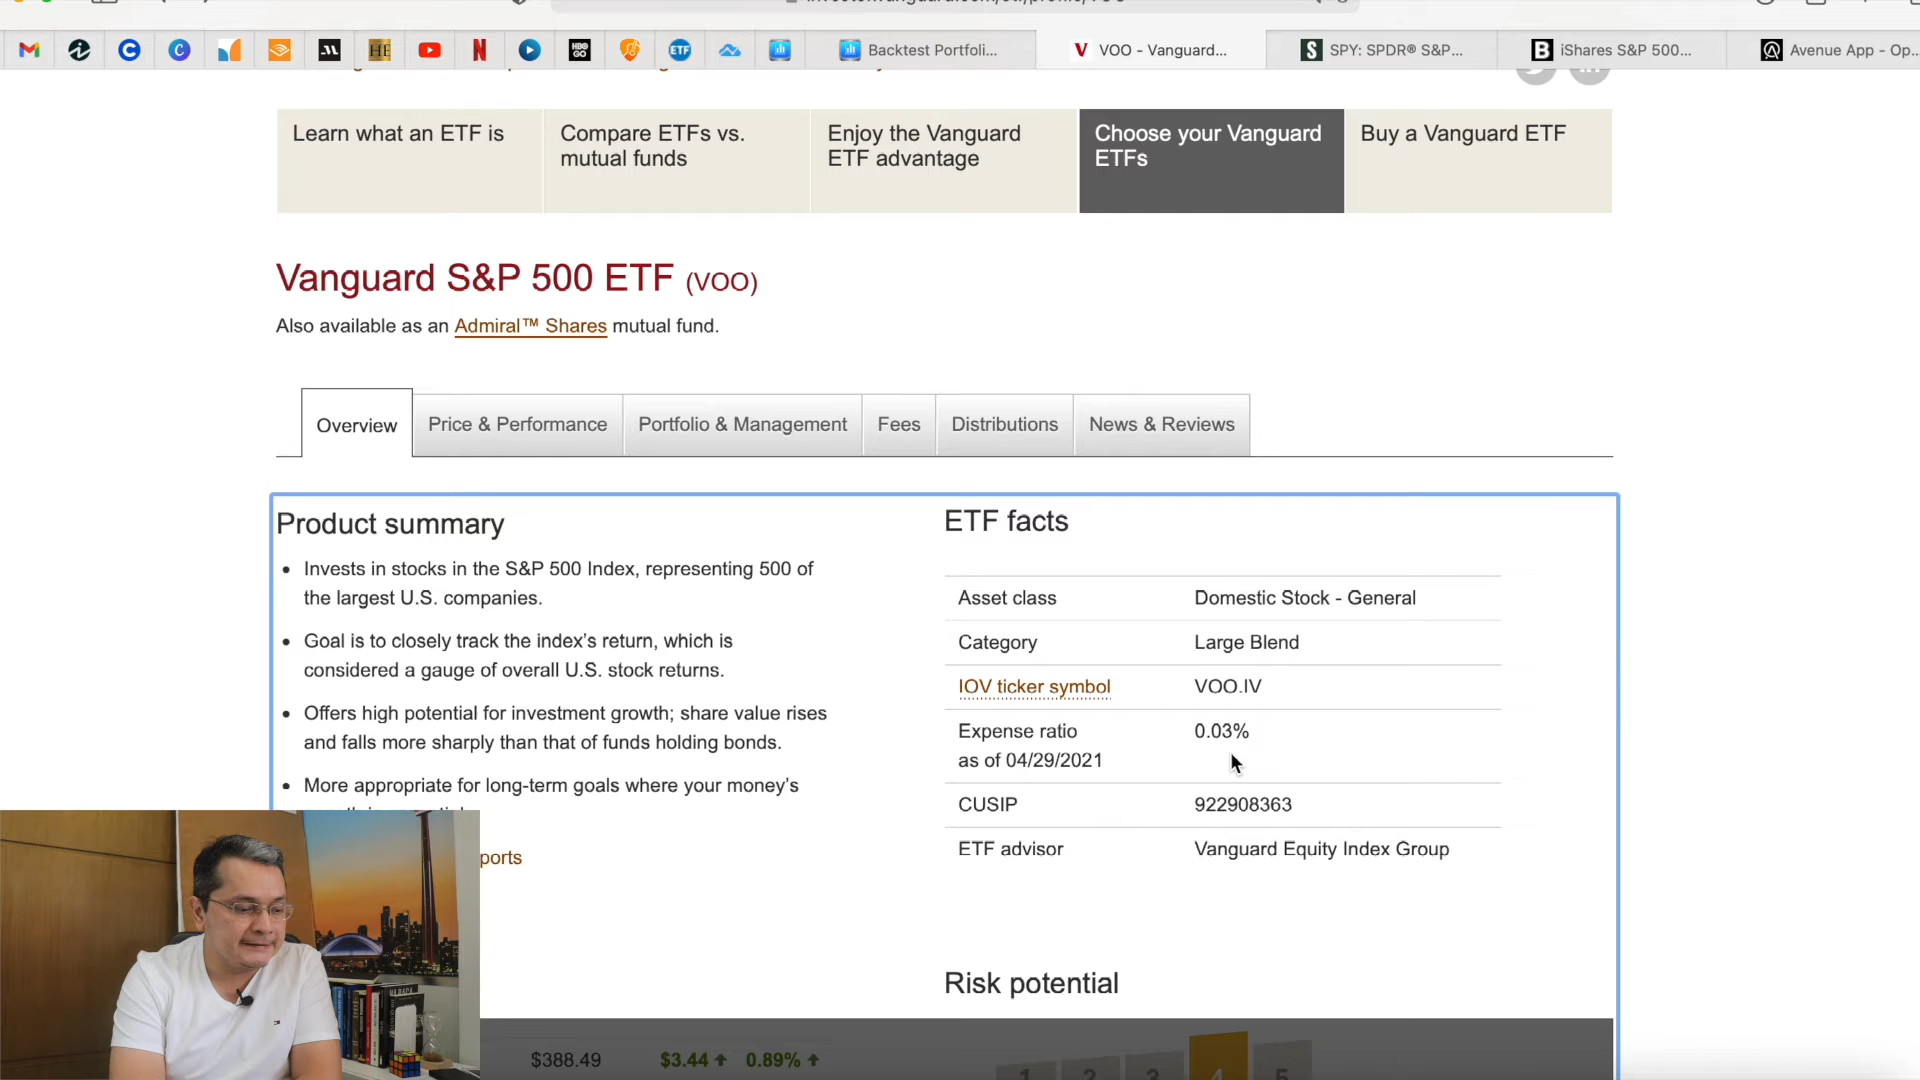 Backtest Portfoli...
VOO - Vanguard...
SPY: SPDR® S&P...
iShares S&P 500...
Avenue App - Op...
Learn what an ETF is
Compare ETFs vs.
mutual funds
Enjoy the Vanguard
ETF advantage
Choose your Vanguard
ETFs
Buy a Vanguard ETF
Vanguard S&P 500 ETF (VOO)
Also available as an Admiral™ Shares mutual fund.
Overview
Price & Performance
Portfolio & Management
Fees
Distributions
News & Reviews
Product summary
Invests in stocks in the S&P 500 Index, representing 500 of
the largest U.S. companies.
Goal is to closely track the index's return, which is
considered a gauge of overall U.S. stock returns.
Offers high potential for investment growth; share value rises
and falls more sharply than that of funds holding bonds.
More appropriate for long-term goals where your money's
ports
ETF facts
Asset class Domestic Stock - General
Category Large Blend
IOV ticker symbol VOO.IV
Expense ratio 0.03%
as of 04/29/2021
CUSIP 922908363
ETF advisor Vanguard Equity Index Group
Risk potential
$388.49 $3.44 0.89%
1 2 3 4 5